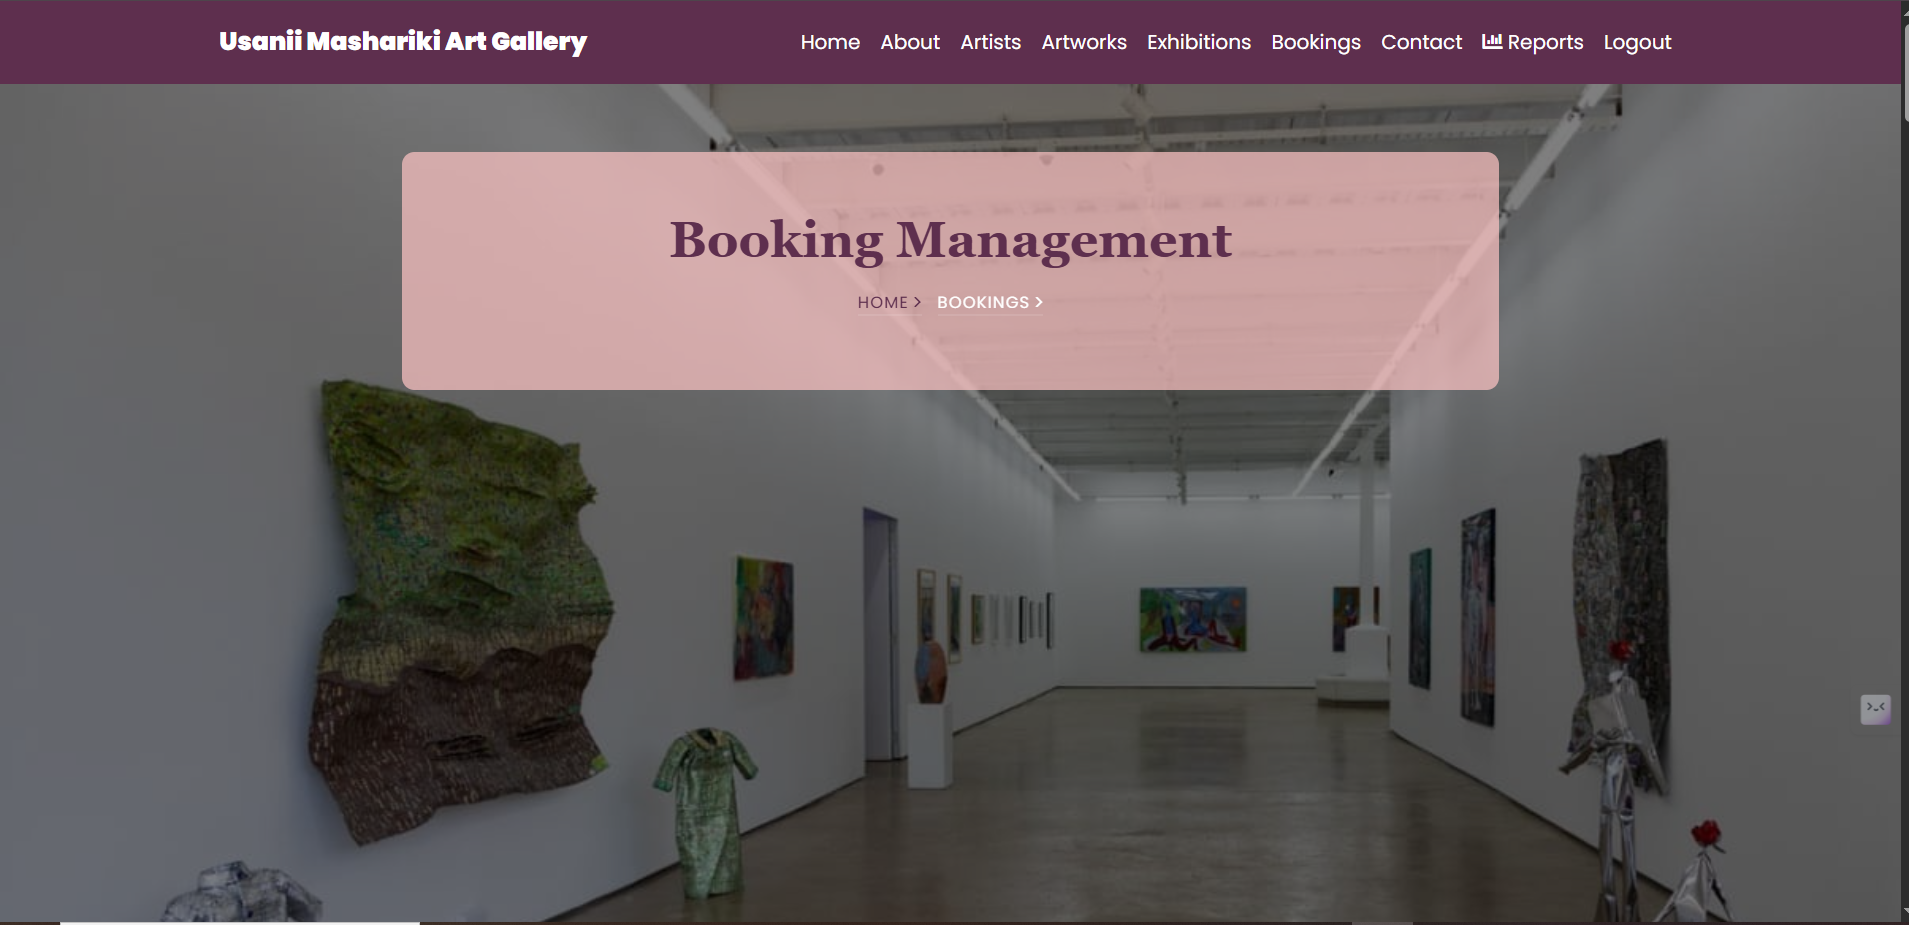 Usanii Mashariki Art Gallery
Home About Artists Artworks Exhibitions Bookings Contact Reports Logout
Booking Management
HOME > BOOKINGS >